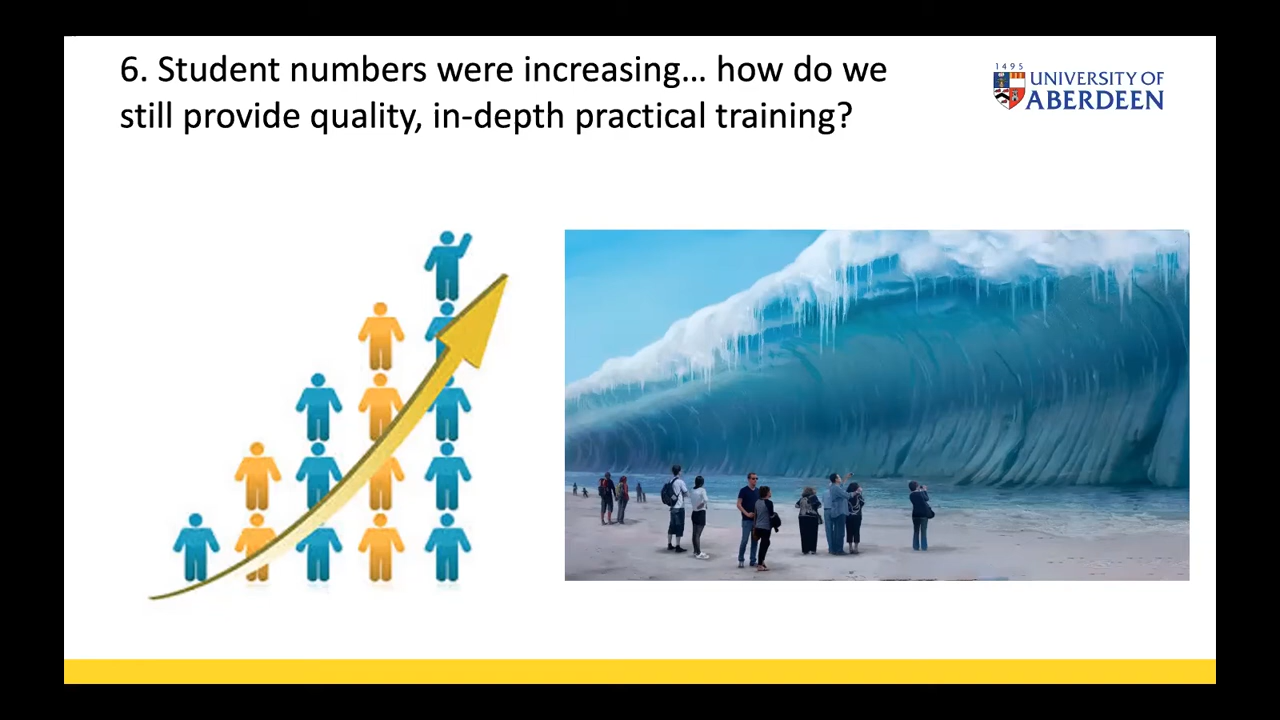 6. Student numbers were increasing… how do we
still provide quality, in-depth practical training?
1495
UNIVERSITY OF
ABERDEEN